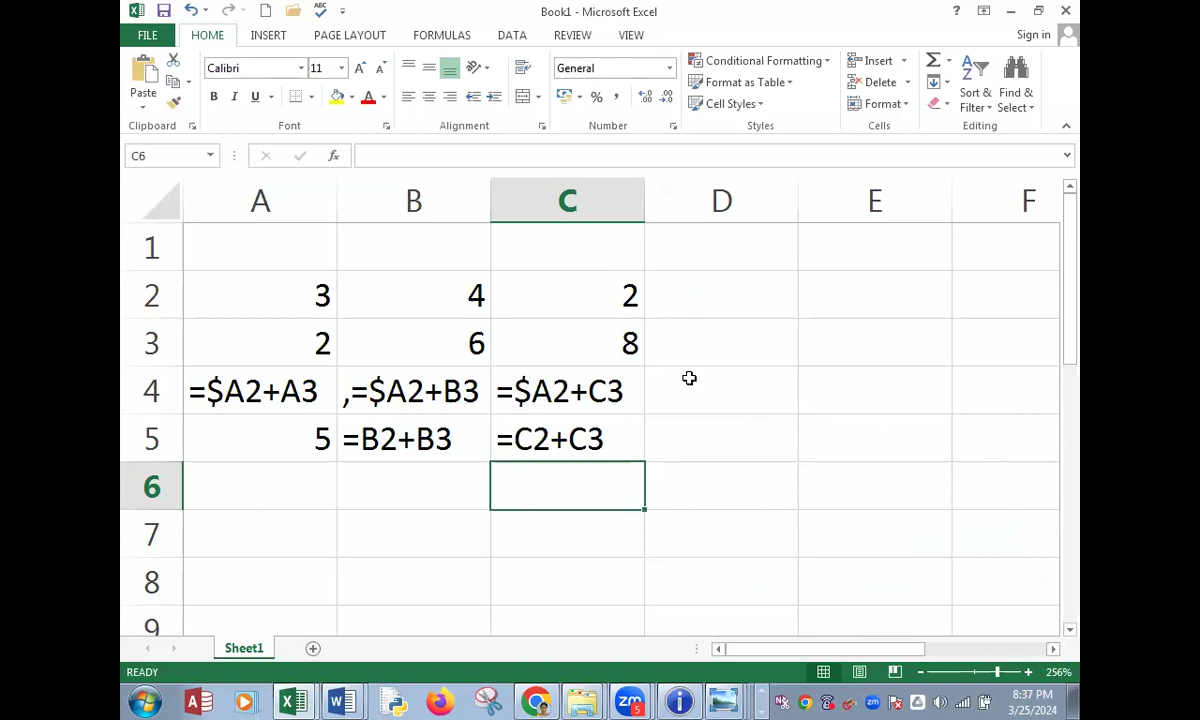 Book1 - Microsoft Excel
Sign in
FILE HOME INSERT PAGE LAYOUT FORMULAS DATA REVIEW VIEW
Paste
Calibri 11
B I U
General
Conditional Formatting
Format as Table
Cell Styles
Insert
Delete
Format
Sort & Filter
Find & Select
Clipboard Font Alignment Number Styles Cells Editing
C6
A B C D E F
1
2 3 4 2
3 2 6 8
4 =$A2+A3 ,=$A2+B3 =$A2+C3
5 5 =B2+B3 =C2+C3
6
7
8
9
Sheet1
READY 256%
8:37 PM
3/25/2024